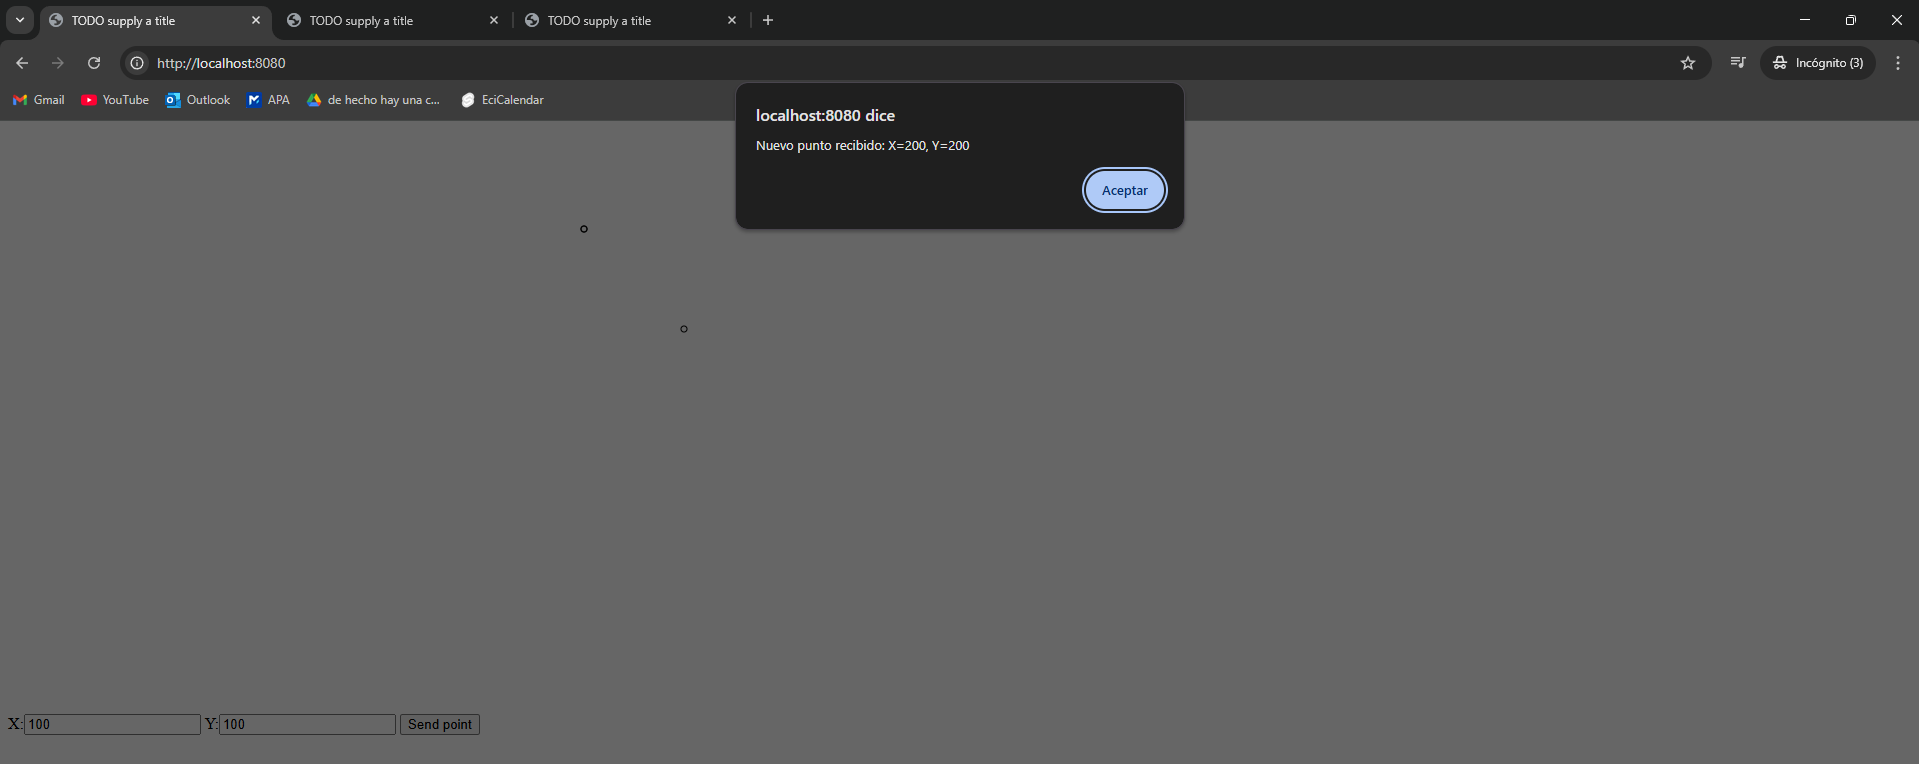 TODO supply a title
TODO supply a title
TODO supply a title
http://localhost:8080
Incógnito (3)
Gmail
YouTube
Outlook
APA
de hecho hay una c...
EciCalendar
localhost:8080 dice
Nuevo punto recibido: X=200, Y=200
Aceptar
X: 100 Y: 100 Send point